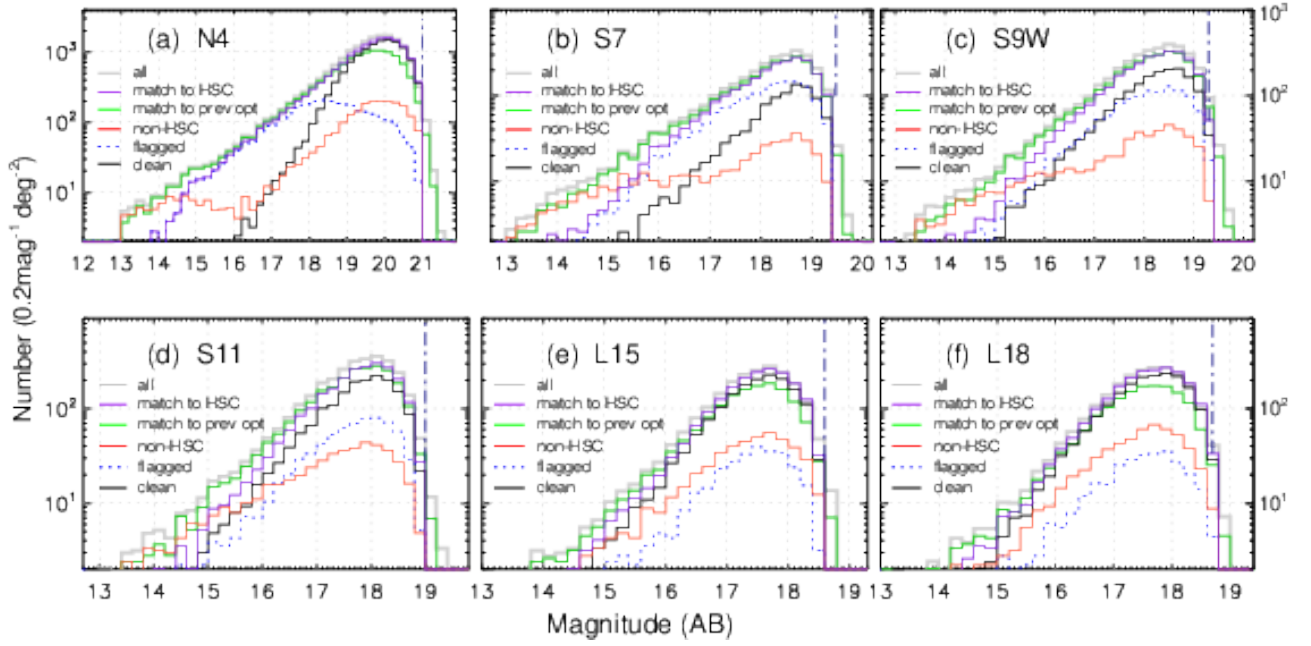 (a) N4
all
match to HSC
match to prev opt
non-HSC
flagged
clean
10³
10²
10¹
12 13 14 15 16 17 18 19 20 21
(b) S7
all
match to HSC
match to prev opt
non-HSC
flagged
clean
13 14 15 16 17 18 19 20
(c) S9W
all
match to HSC
match to prev opt
non-HSC
flagged
clean
10³
10²
10¹
13 14 15 16 17 18 19 20
Number (0.2mag⁻¹ deg⁻²)
(d) S11
all
match to HSC
match to prev opt
non-HSC
flagged
clean
10²
10¹
13 14 15 16 17 18 19
(e) L15
all
match to HSC
match to prev opt
non-HSC
flagged
clean
13 14 15 16 17 18 19
(f) L18
all
match to HSC
match to prev opt
non-HSC
flagged
clean
10²
10¹
13 14 15 16 17 18 19
Magnitude (AB)